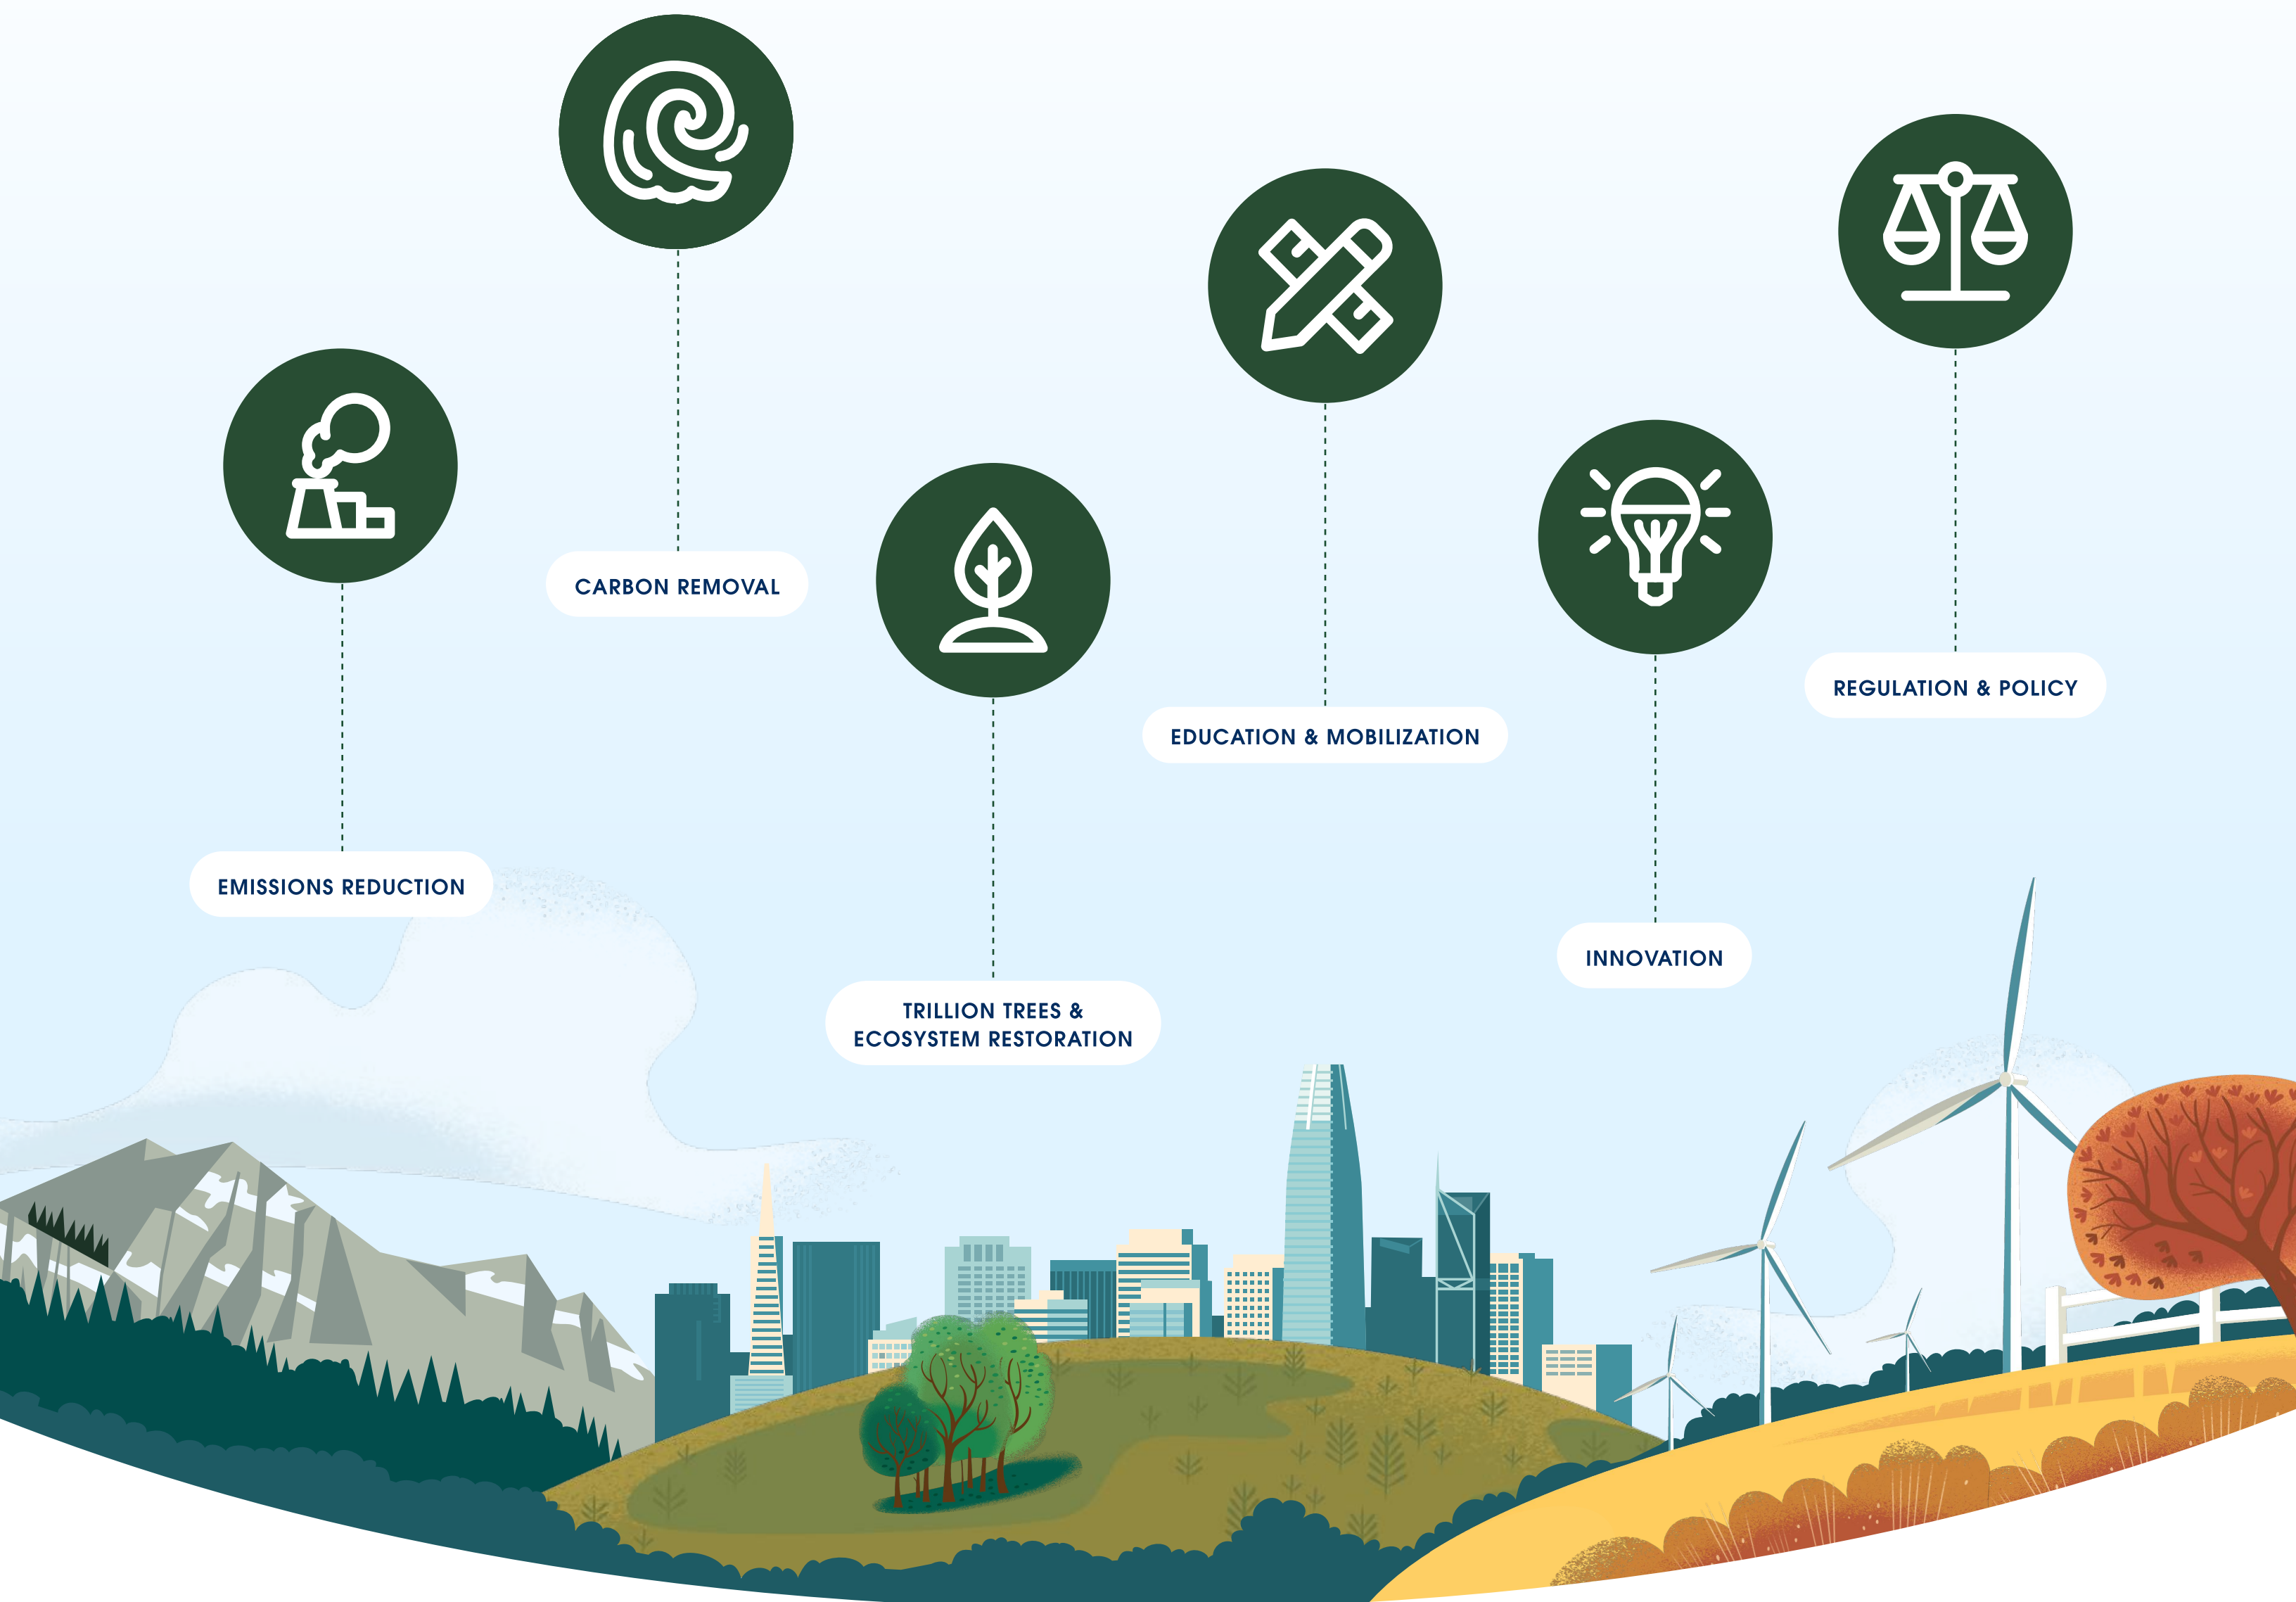 CARBON REMOVAL
EMISSIONS REDUCTION
TRILLION TREES &
ECOSYSTEM RESTORATION
EDUCATION & MOBILIZATION
INNOVATION
REGULATION & POLICY